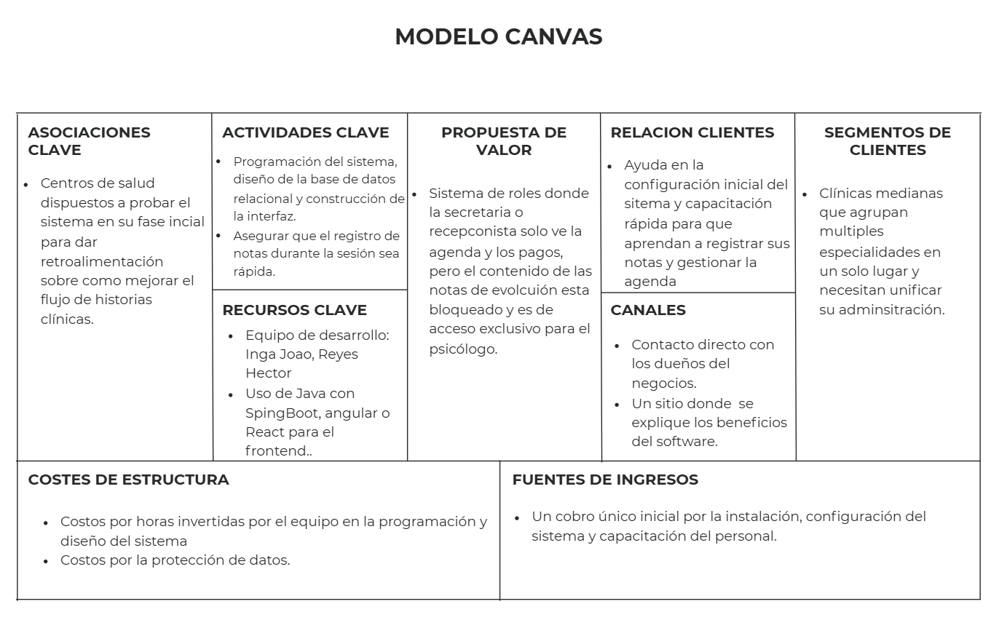 MODELO CANVAS
ASOCIACIONES
CLAVE
• Centros de salud
dispuestos a probar el
sistema en su fase incial
para dar
retroalimentación
sobre como mejorar el
flujo de historias
clínicas.
ACTIVIDADES CLAVE
• Programación del sistema,
diseño de la base de datos
relacional y construcción de
la interfaz.
• Asegurar que el registro de
notas durante la sesión sea
rápida.
RECURSOS CLAVE
• Equipo de desarrollo:
Inga Joao, Reyes
Hector
• Uso de Java con
SpingBoot, angular o
React para el
frontend..
PROPUESTA DE
VALOR
• Sistema de roles donde
la secretaria o
recepconista solo ve la
agenda y los pagos,
pero el contenido de las
notas de evolcuión esta
bloqueado y es de
acceso exclusivo para el
psicólogo.
RELACION CLIENTES
• Ayuda en la
configuración inicial del
sitema y capacitación
rápida para que
aprendan a registrar sus
notas y gestionar la
agenda
CANALES
• Contacto directo con
los dueños del
negocios.
• Un sitio donde  se
explique los beneficios
del software.
SEGMENTOS DE
CLIENTES
• Clínicas medianas
que agrupan
multiples
especialidades en
un solo lugar y
necesitan unificar
su adminsitración.
COSTES DE ESTRUCTURA
• Costos por horas invertidas por el equipo en la programación y
diseño del sistema
• Costos por la protección de datos.
FUENTES DE INGRESOS
• Un cobro único inicial por la instalación, configuración del
sistema y capacitación del personal.